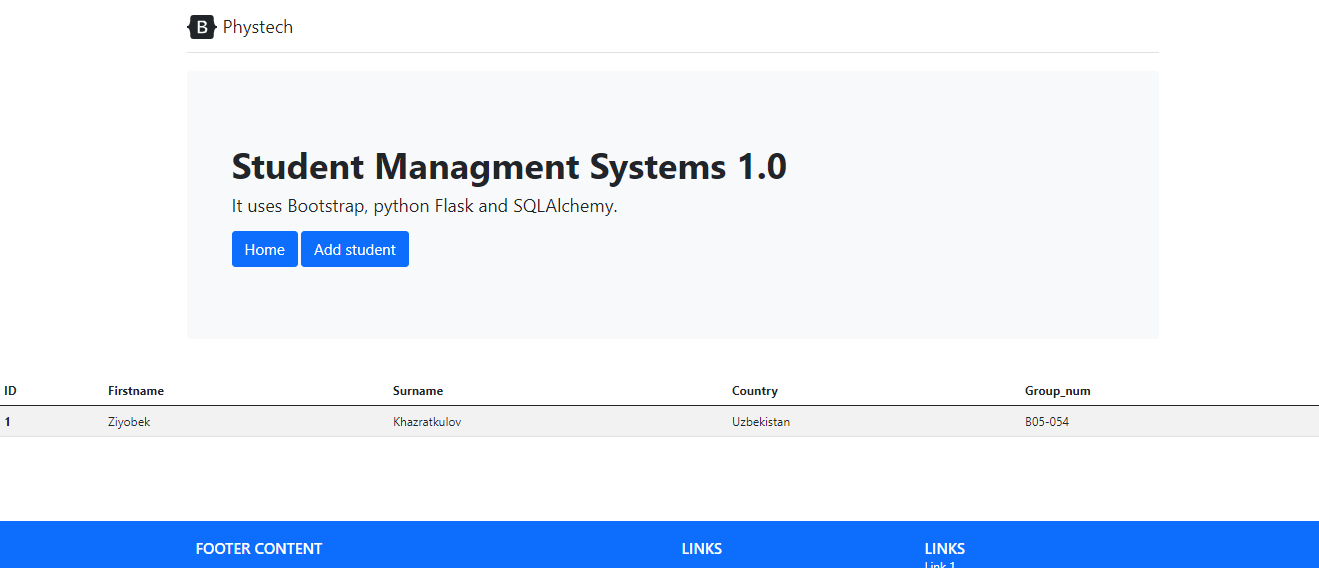 B Phystech
Student Managment Systems 1.0
It uses Bootstrap, python Flask and SQLAlchemy.
Home Add student
ID Firstname Surname Country Group_num
1 Ziyobek Khazratkulov Uzbekistan B05-054
FOOTER CONTENT LINKS LINKS
Link 1